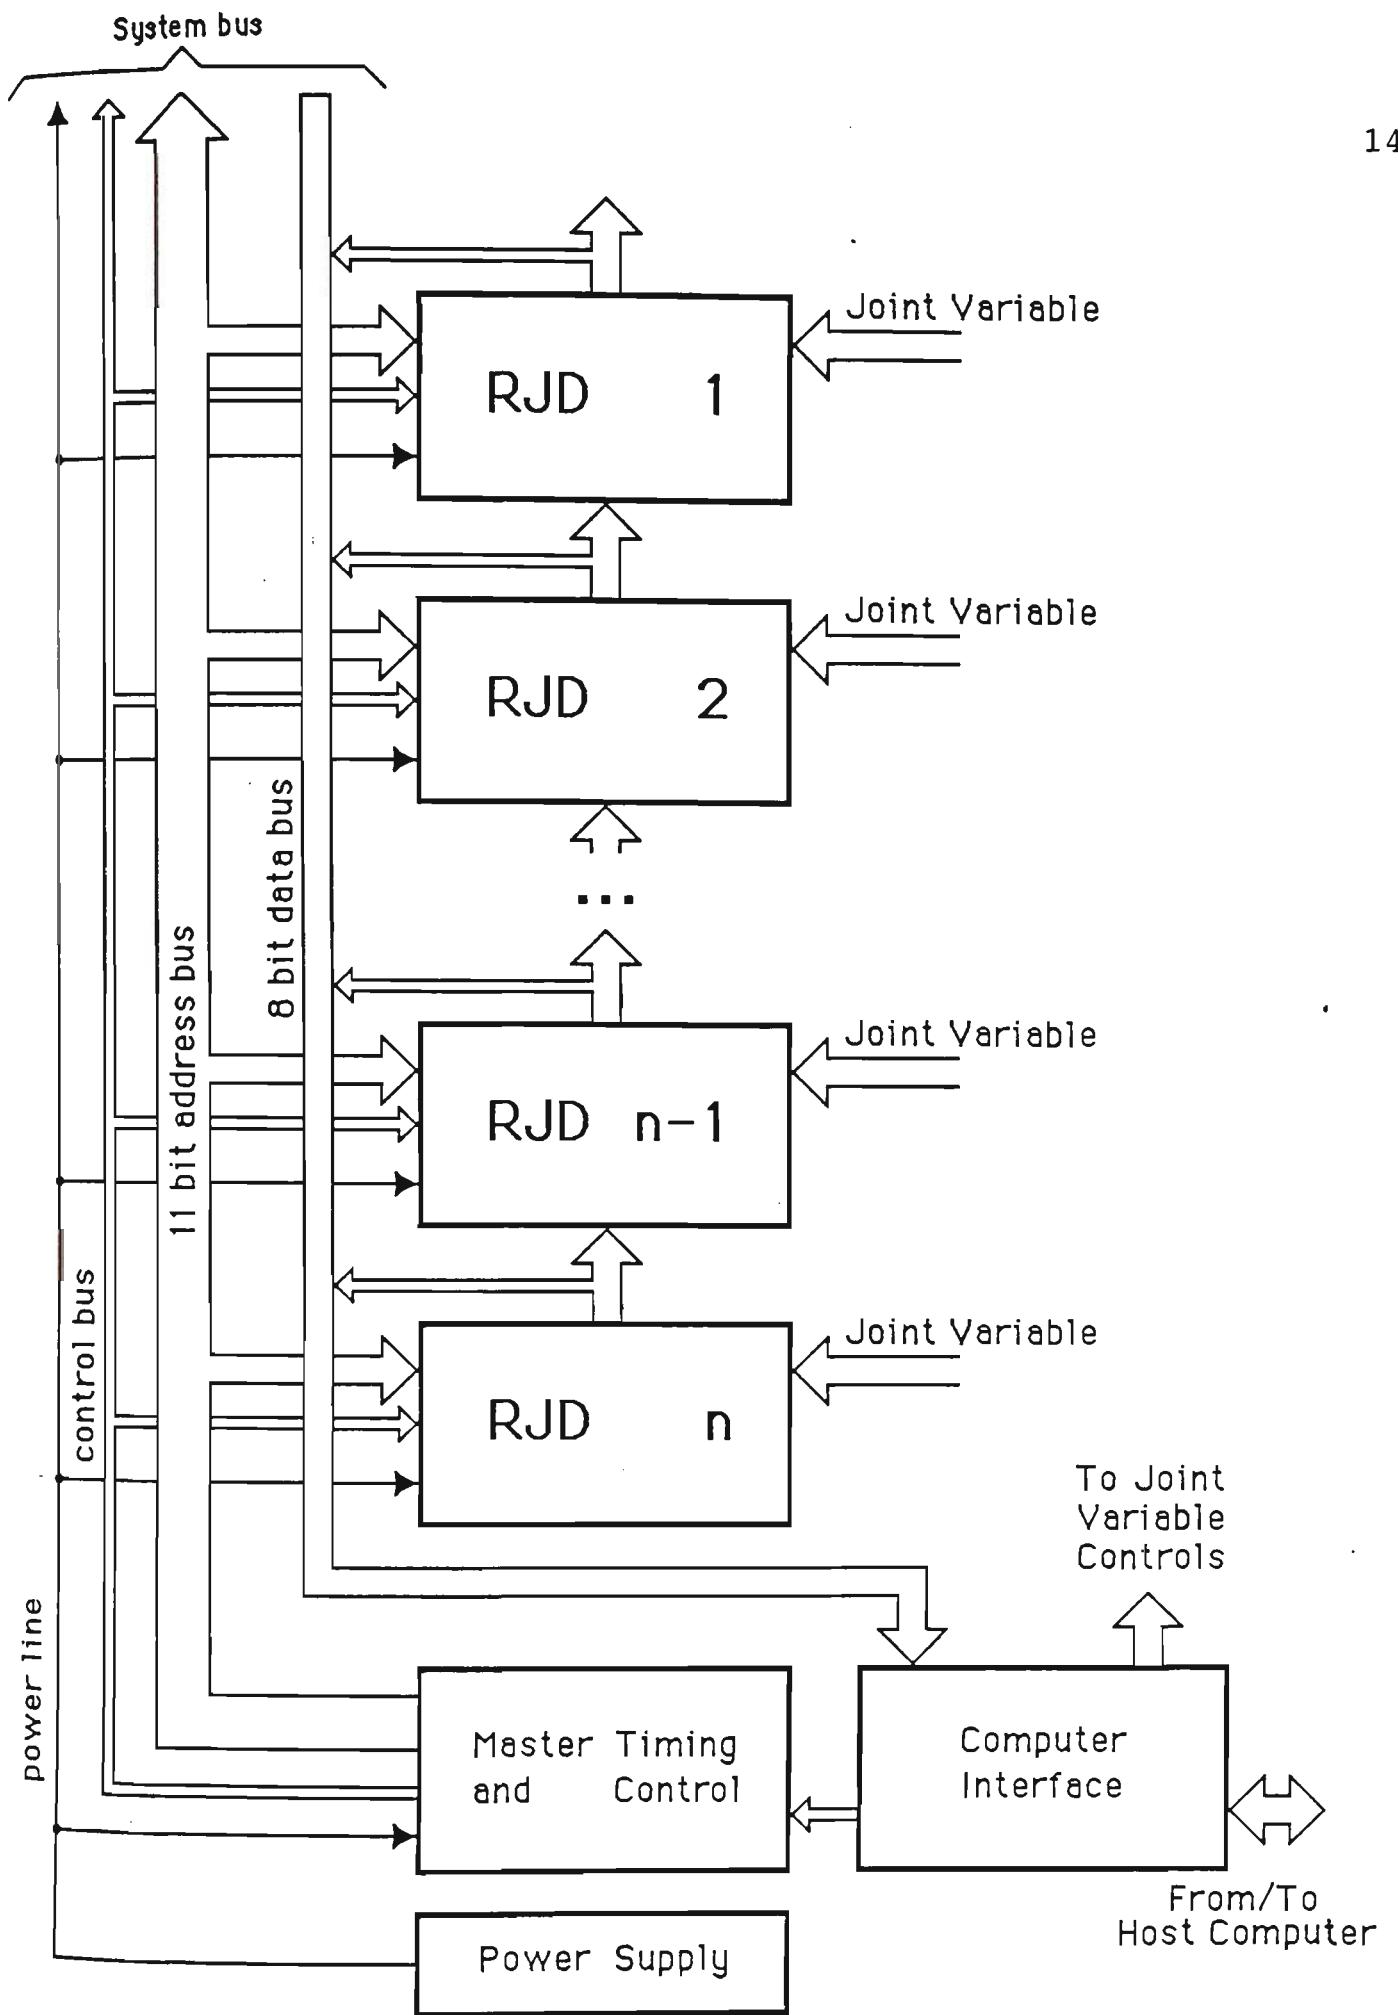 System bus
14
Joint Variable
RJD 1
Joint Variable
RJD 2
8 bit data bus
...
11 bit address bus
Joint Variable
RJD n-1
control bus
Joint Variable
RJD n
To Joint
Variable
Controls
power line
Master Timing
and Control
Computer
Interface
From/To
Host Computer
Power Supply